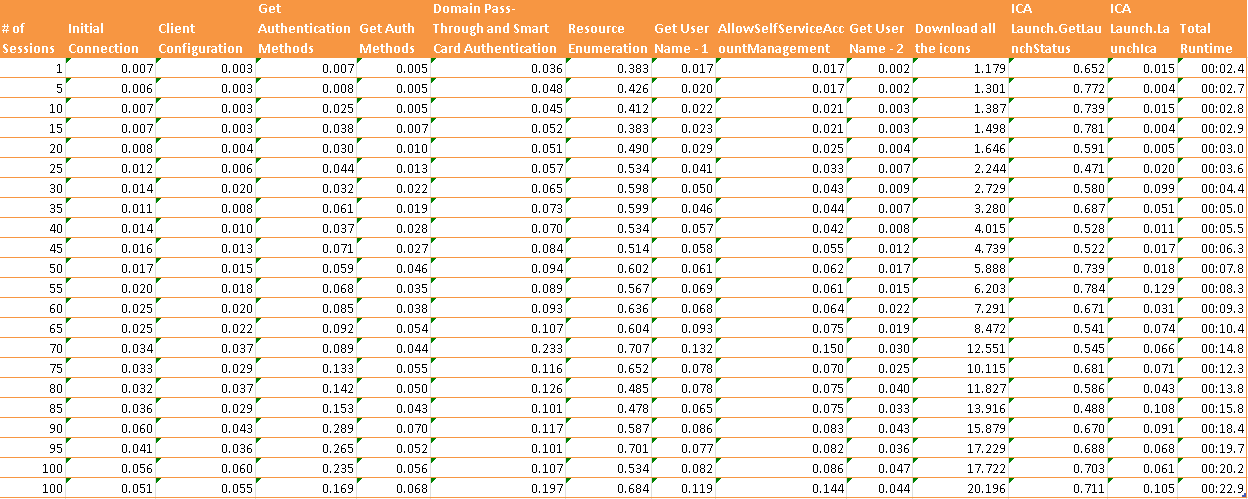 # of Sessions Initial Connection Client Configuration Get Authentication Methods Get Auth Methods Domain Pass-Through and Smart Card Authentication Resource Enumeration Get User Name - 1 AllowSelfServiceAccountManagement Get User Name - 2 Download all the icons ICA Launch.GetLaunchStatus ICA Launch.LaunchIca Total Runtime
1 0.007 0.003 0.007 0.005 0.036 0.383 0.017 0.017 0.002 1.179 0.652 0.015 00:02.4
5 0.006 0.003 0.008 0.005 0.048 0.426 0.020 0.017 0.002 1.301 0.772 0.004 00:02.7
10 0.007 0.003 0.025 0.005 0.045 0.412 0.022 0.021 0.003 1.387 0.739 0.015 00:02.8
15 0.007 0.003 0.038 0.007 0.052 0.383 0.023 0.021 0.003 1.498 0.781 0.004 00:02.9
20 0.008 0.004 0.030 0.010 0.051 0.490 0.029 0.025 0.004 1.646 0.591 0.005 00:03.0
25 0.012 0.006 0.044 0.013 0.057 0.534 0.041 0.033 0.007 2.244 0.471 0.020 00:03.6
30 0.014 0.020 0.032 0.022 0.065 0.598 0.050 0.043 0.009 2.729 0.580 0.099 00:04.4
35 0.011 0.008 0.061 0.019 0.073 0.599 0.046 0.044 0.007 3.280 0.687 0.051 00:05.0
40 0.014 0.010 0.037 0.028 0.070 0.534 0.057 0.042 0.008 4.015 0.528 0.011 00:05.5
45 0.016 0.013 0.071 0.027 0.084 0.514 0.058 0.055 0.012 4.739 0.522 0.017 00:06.3
50 0.017 0.015 0.059 0.046 0.094 0.602 0.061 0.062 0.017 5.888 0.739 0.018 00:07.8
55 0.020 0.018 0.068 0.035 0.089 0.567 0.069 0.061 0.015 6.203 0.784 0.129 00:08.3
60 0.025 0.020 0.085 0.038 0.093 0.636 0.068 0.064 0.022 7.291 0.671 0.031 00:09.3
65 0.025 0.022 0.092 0.054 0.107 0.604 0.093 0.075 0.019 8.472 0.541 0.074 00:10.4
70 0.034 0.037 0.089 0.044 0.233 0.707 0.132 0.150 0.030 12.551 0.545 0.066 00:14.8
75 0.033 0.029 0.133 0.055 0.116 0.652 0.078 0.070 0.025 10.115 0.681 0.071 00:12.3
80 0.032 0.037 0.142 0.050 0.126 0.485 0.078 0.075 0.040 11.827 0.586 0.043 00:13.8
85 0.036 0.029 0.153 0.043 0.101 0.478 0.065 0.075 0.033 13.916 0.488 0.108 00:15.8
90 0.060 0.043 0.289 0.070 0.117 0.587 0.086 0.083 0.043 15.879 0.670 0.091 00:18.4
95 0.041 0.036 0.265 0.052 0.101 0.701 0.077 0.082 0.036 17.229 0.688 0.068 00:19.7
100 0.056 0.060 0.235 0.056 0.107 0.534 0.082 0.086 0.047 17.722 0.703 0.061 00:20.2
100 0.051 0.055 0.169 0.068 0.197 0.684 0.119 0.144 0.044 20.196 0.711 0.105 00:22.9